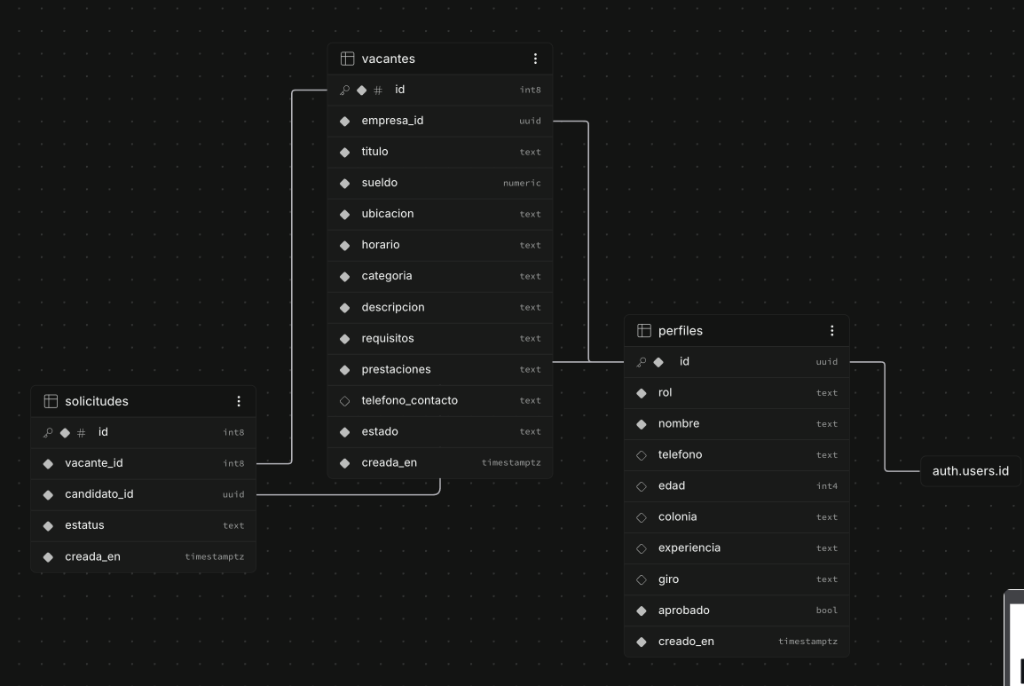 vacantes
# id int8
empresa_id uuid
titulo text
sueldo numeric
ubicacion text
horario text
categoria text
descripcion text
requisitos text
prestaciones text
telefono_contacto text
estado text
creada_en timestamptz
solicitudes
# id int8
vacante_id int8
candidato_id uuid
estatus text
creada_en timestamptz
perfiles
id uuid
rol text
nombre text
telefono text
edad int4
colonia text
experiencia text
giro text
aprobado bool
creado_en timestamptz
auth.users.id